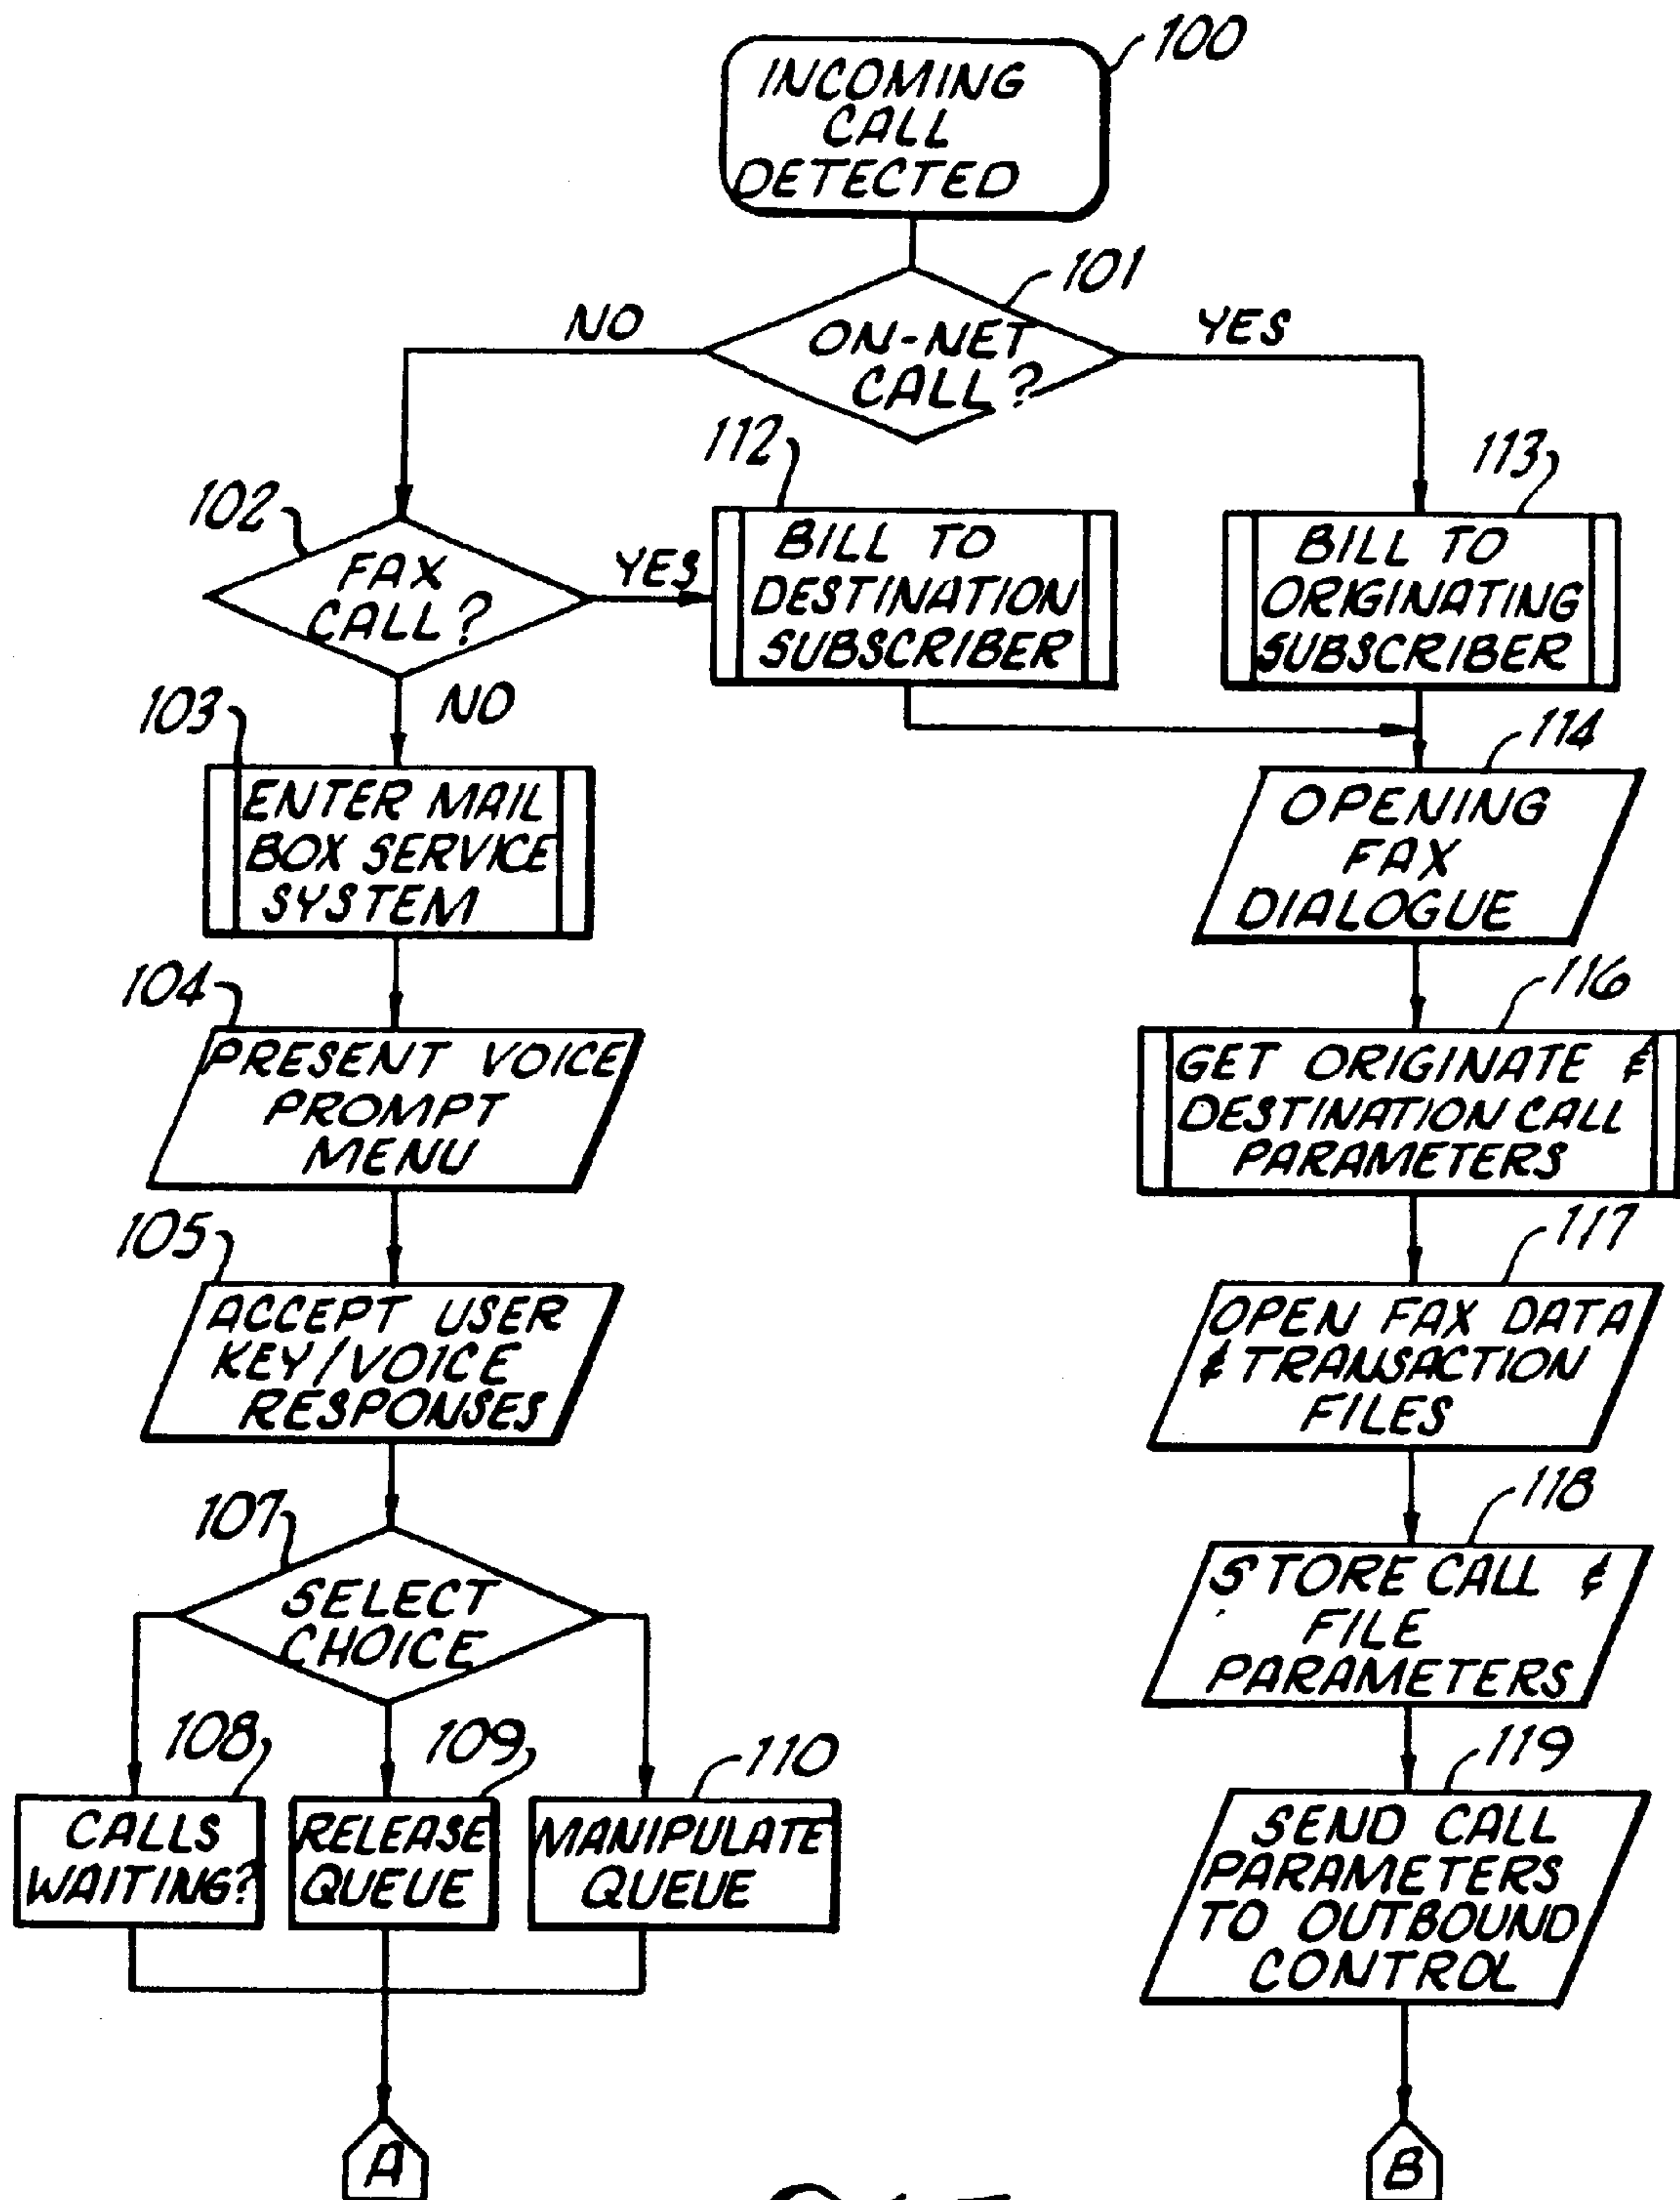 100
INCOMING
CALL
DETECTED
101
ON-NET
CALL?
NO
YES
102
FAX
CALL?
YES
NO
112
BILL TO
DESTINATION
SUBSCRIBER
113
BILL TO
ORIGINATING
SUBSCRIBER
103
ENTER MAIL
BOX SERVICE
SYSTEM
114
OPENING
FAX
DIALOGUE
104
PRESENT VOICE
PROMPT
MENU
116
GET ORIGINATE &
DESTINATION CALL
PARAMETERS
105
ACCEPT USER
KEY/VOICE
RESPONSES
117
OPEN FAX DATA
& TRANSACTION
FILES
107
SELECT
CHOICE
118
STORE CALL &
FILE
PARAMETERS
108
CALLS
WAITING?
109
RELEASE
QUEUE
110
MANIPULATE
QUEUE
119
SEND CALL
PARAMETERS
TO OUTBOUND
CONTROL
A
B